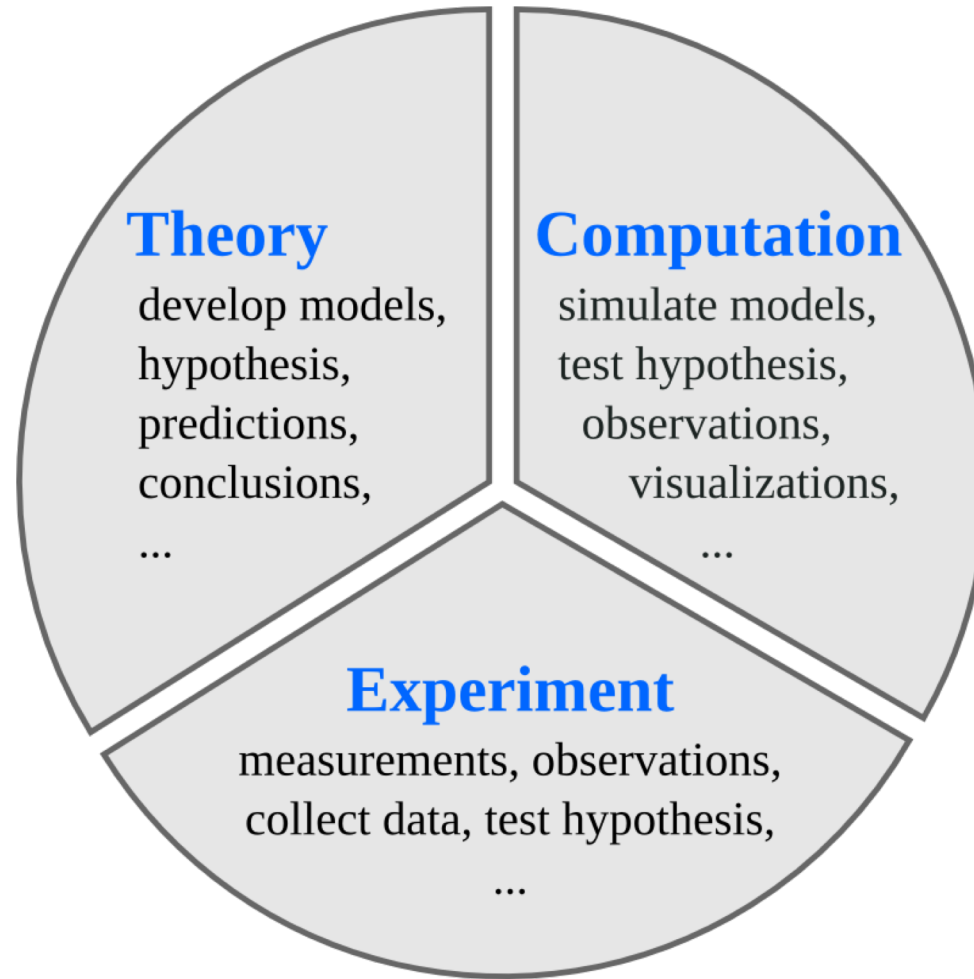 Theory
develop models,
hypothesis,
predictions,
conclusions,
...
Computation
simulate models,
test hypothesis,
observations,
visualizations,
...
Experiment
measurements, observations,
collect data, test hypothesis,
...